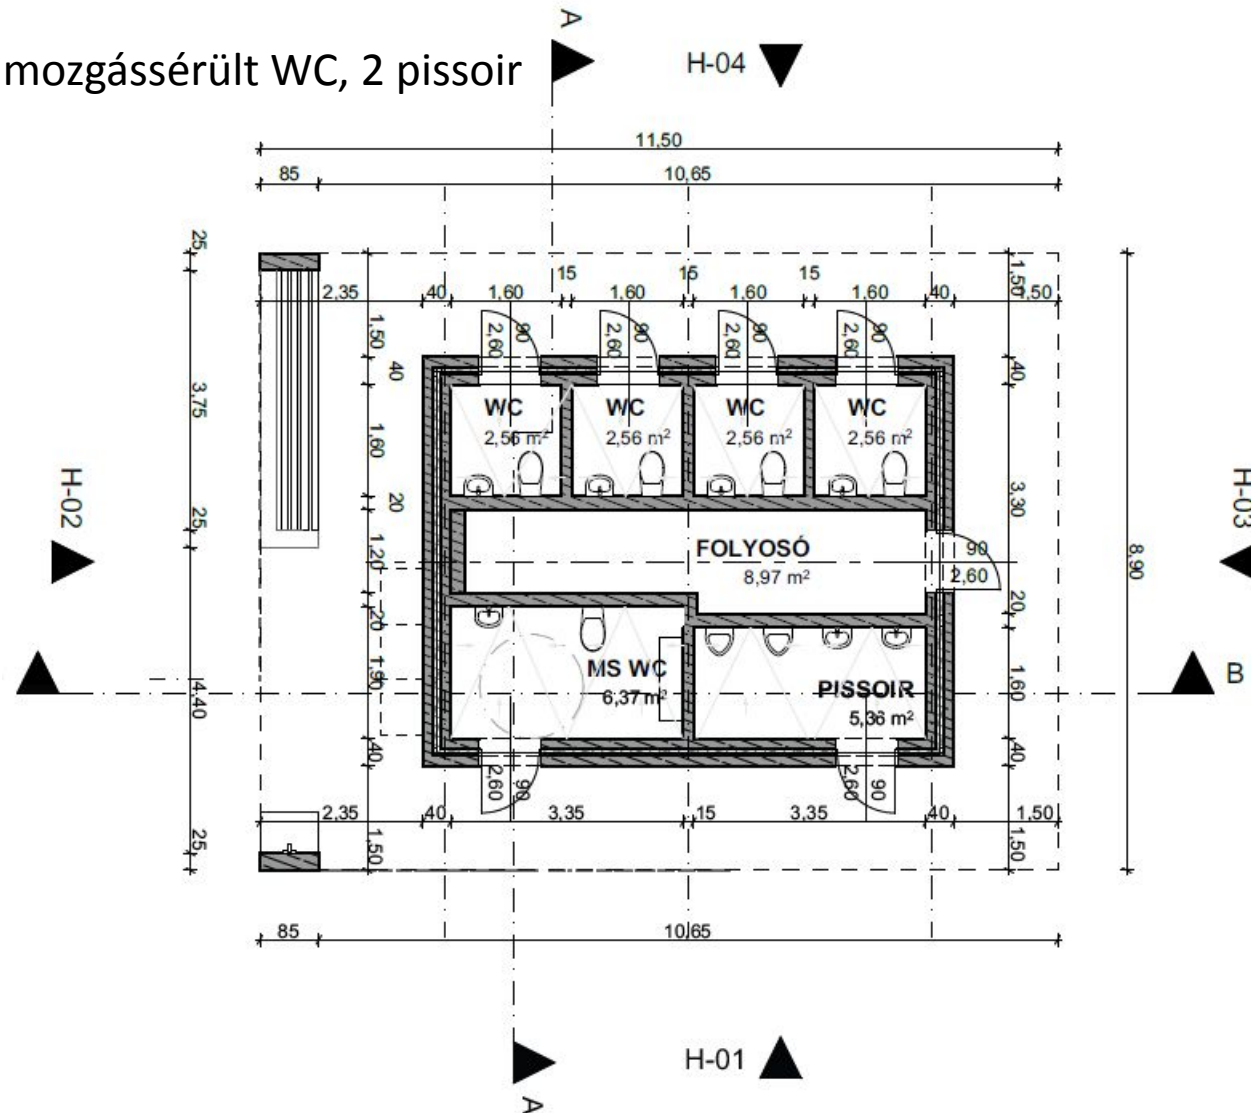 A
mozgássérült WC, 2 pissoir
H-04
11,50
85
10,65
25
15
15
15
2,35
40
1,60
1,60
1,60
1,60
40
1,50
1,50
1,50
2,60
90
2,60
90
2,60
90
2,60
90
40
40
3,75
WC
2,56 m²
WC
2,56 m²
WC
2,56 m²
WC
2,56 m²
1,60
H-02
20
3,30
H-03
25
FOLYOSÓ
8,97 m²
90
2,60
1,20
8,90
20
20
MS WC
6,37 m²
PISSOIR
5,36 m²
1,90
1,60
B
4,40
40
40
2,60
90
2,60
90
2,35
40
3,35
15
3,35
40
1,50
25
1,50
1,50
85
10,65
H-01
A